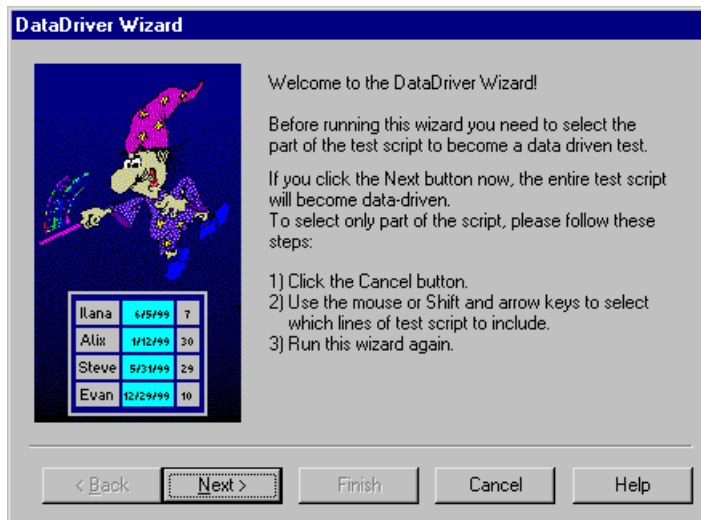 DataDriver Wizard
Welcome to the DataDriver Wizard!
Before running this wizard you need to select the
part of the test script to become a data driven test.
If you click the Next button now, the entire test script
will become data-driven.
To select only part of the script, please follow these
steps:
1) Click the Cancel button.
2) Use the mouse or Shift and arrow keys to select
which lines of test script to include.
3) Run this wizard again.
Ilana 6/5/99 7
Alix 1/12/99 30
Steve 5/31/99 29
Evan 12/29/99 10
< Back Next > Finish Cancel Help